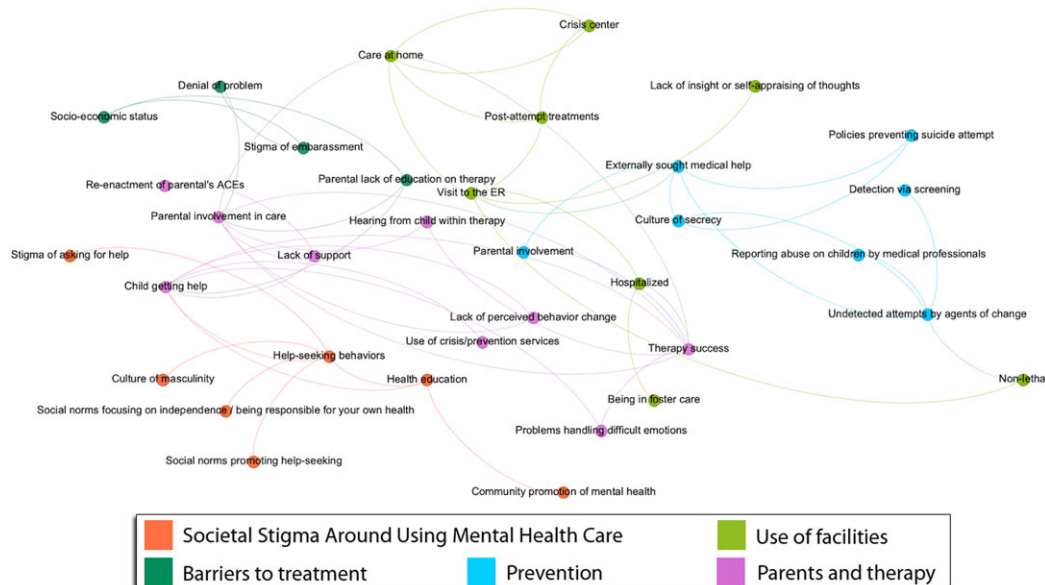 Crisis center
Care at home
Denial of problem
Lack of insight or self-appraising of thoughts
Socio-economic status
Post-attempt treatments
Policies preventing suicide attempt
Stigma of embarassment
Externally sought medical help
Parental lack of education on therapy
Re-enactment of parental's ACEs
Visit to the ER
Detection via screening
Parental involvement in care
Hearing from child within therapy
Culture of secrecy
Stigma of asking for help
Lack of support
Parental involvement
Reporting abuse on children by medical professionals
Child getting help
Hospitalized
Lack of perceived behavior change
Undetected attempts by agents of change
Use of crisis/prevention services
Therapy success
Help-seeking behaviors
Culture of masculinity
Health education
Non-letha
Social norms focusing on independence / being responsible for your own health
Being in foster care
Problems handling difficult emotions
Social norms promoting help-seeking
Community promotion of mental health
Societal Stigma Around Using Mental Health Care
Use of facilities
Barriers to treatment
Prevention
Parents and therapy